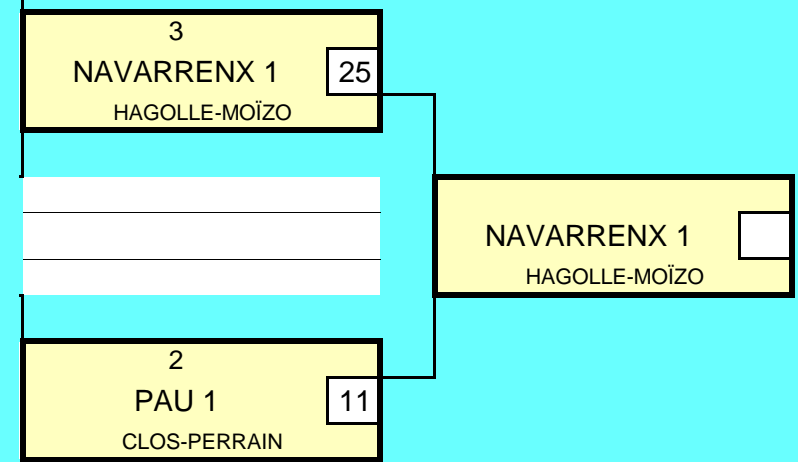 3
NAVARRENX 1 25
HAGOLLE-MOÏZO
NAVARRENX 1
HAGOLLE-MOÏZO
2
PAU 1 11
CLOS-PERRAIN